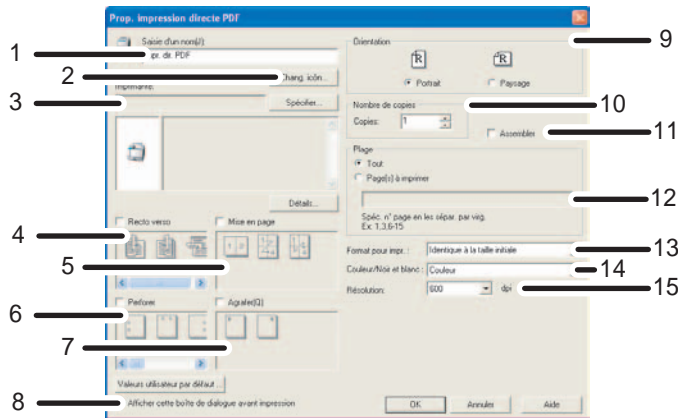 Prop. impression directe PDF
1
Saisie d'un nom(J):
pr. dir. PDF
2
Chang. icôn...
3
Imprimante:
Spécifier...
Détails...
4
Recto verso
Mise en page
5
6
Perforer
Agrafer(Q)
7
Valeurs utilisateur par défaut...
8
Afficher cette boîte de dialogue avant impression
Orientation
9
R
R
Portrait
Paysage
Nombre de copies
10
Copies:
1
Assembler
11
Plage
Tout
Page(s) à imprimer
12
Spéc. n° page en les sépar. par virg.
Ex: 1,3,6-15
Format pour impr. :
Identique à la taille initiale
13
Couleur/Noir et blanc :
Couleur
14
Résolution:
600
dpi
15
OK
Annuler
Aide